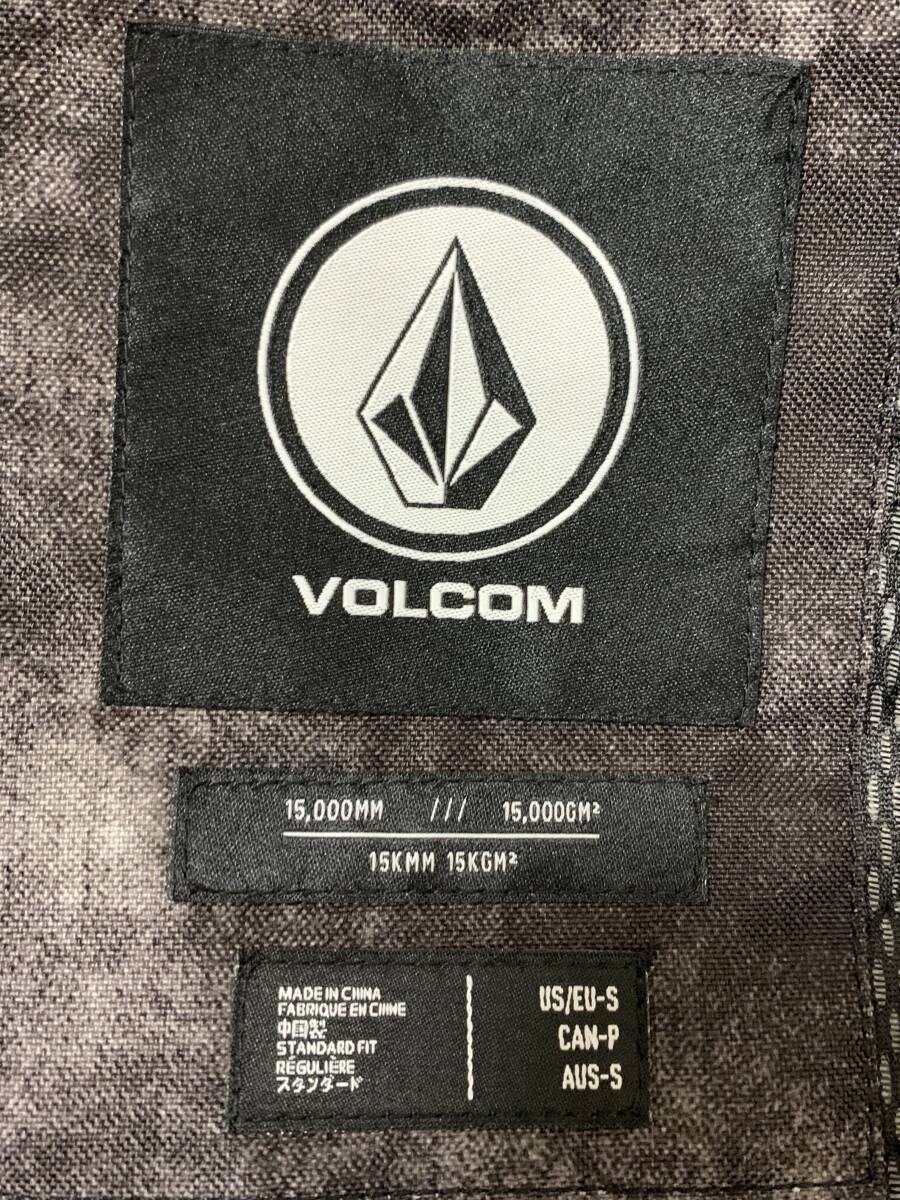 VOLCOM
15,000MM /// 15,000GM²
15KMM 15KGM²
MADE IN CHINA
FABRIQUE EN CHINE
中国製
STANDARD FIT
RÉGULIÈRE
スタンダード
US/EU-S
CAN-P
AUS-S